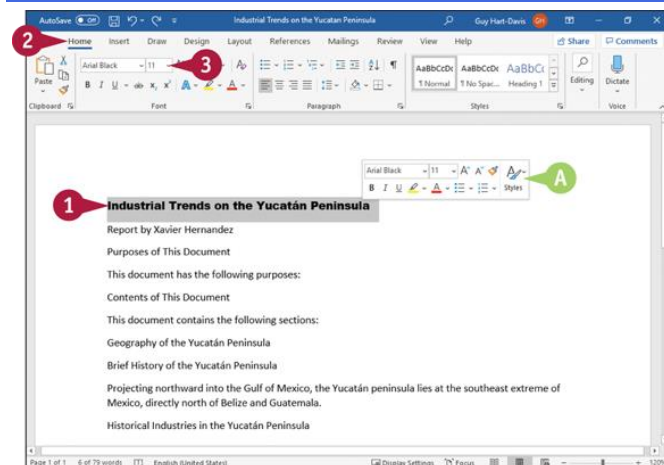 AutoSave Off Industrial Trends on the Yucatan Peninsula Guy Hart-Davis GH
2 Home Insert Draw Design Layout References Mailings Review View Help Share Comments
Paste Arial Black 11 3 AaBbCcDc AaBbCcDc AaBbCc Editing Dictate
B I U ab x, x² A A ¶ Normal ¶ No Spac... Heading 1
Clipboard Font Paragraph Styles Voice
Arial Black 11 A A Styles A
B I U A
1 Industrial Trends on the Yucatán Peninsula
Report by Xavier Hernandez
Purposes of This Document
This document has the following purposes:
Contents of This Document
This document contains the following sections:
Geography of the Yucatán Peninsula
Brief History of the Yucatán Peninsula
Projecting northward into the Gulf of Mexico, the Yucatán peninsula lies at the southeast extreme of
Mexico, directly north of Belize and Guatemala.
Historical Industries in the Yucatán Peninsula
Page 1 of 1 6 of 79 words English (United States) Display Settings Focus 120%